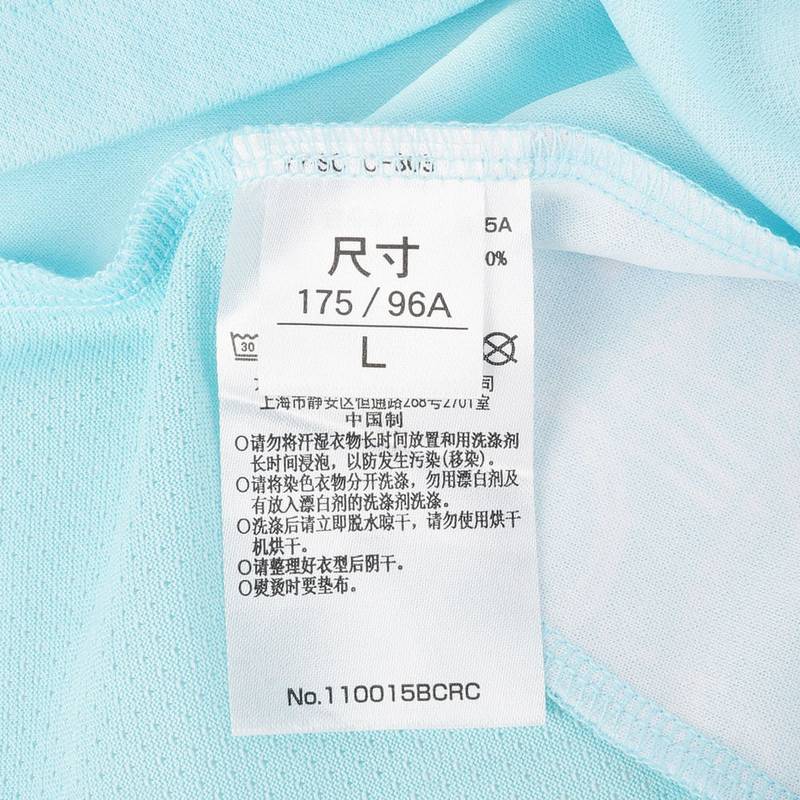 5A
尺寸
0%
175 / 96A
L
30
司
上海市静安区恒通路268号2701室
中国制
○请勿将汗湿衣物长时间放置和用洗涤剂
长时间浸泡，以防发生污染(移染)。
○请将染色衣物分开洗涤，勿用漂白剂及
有放入漂白剂的洗涤剂洗涤。
○洗涤后请立即脱水晾干，请勿使用烘干
机烘干。
○请整理好衣型后阴干。
○熨烫时要垫布。
No.110015BCRC